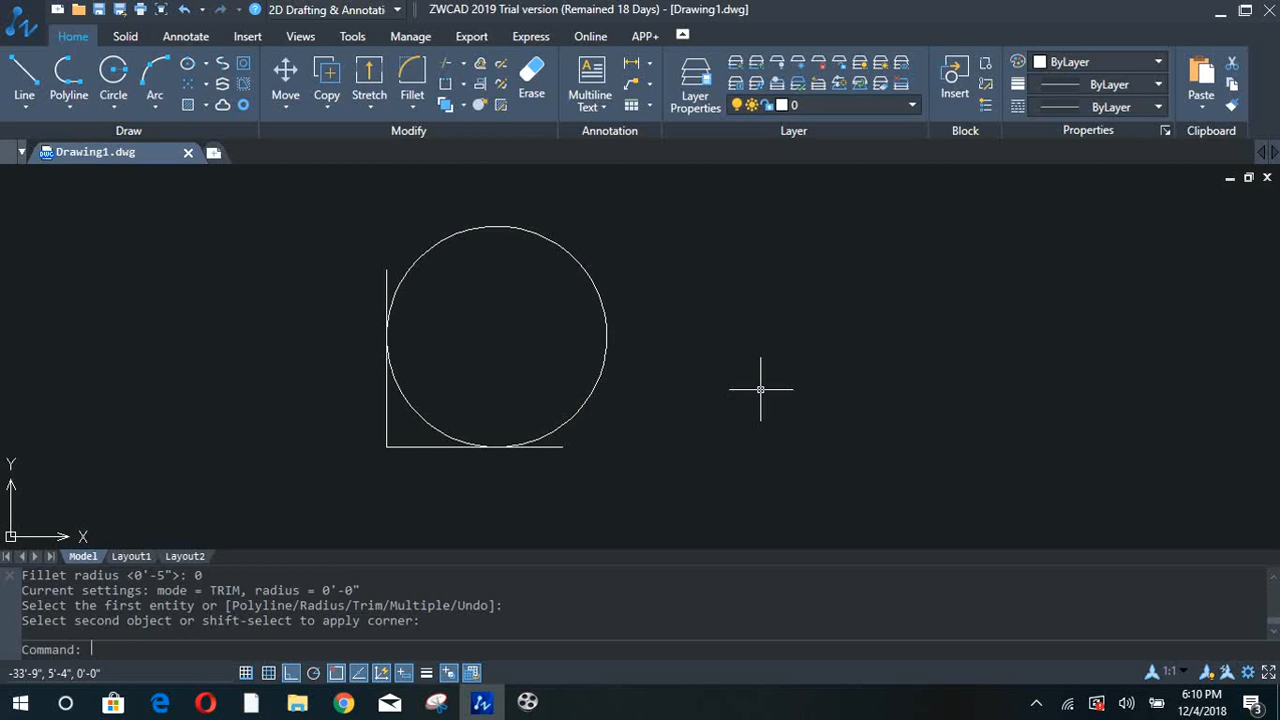 2D Drafting & Annotati
ZWCAD 2019 Trial version (Remained 18 Days) - [Drawing1.dwg]
Home Solid Annotate Insert Views Tools Manage Export Express Online APP+
Line Polyline Circle Arc Move Copy Stretch Fillet Erase Multiline Text Layer Properties 0 Insert ByLayer ByLayer ByLayer Paste
Draw Modify Annotation Layer Block Properties Clipboard
Drawing1.dwg
Y
X
Model Layout1 Layout2
Fillet radius <0'-5">: 0
Current settings: mode = TRIM, radius = 0'-0"
Select the first entity or [Polyline/Radius/Trim/Multiple/Undo]:
Select second object or shift-select to apply corner:
Command:
-33'-9", 5'-4", 0'-0"
1:1
6:10 PM
12/4/2018
3